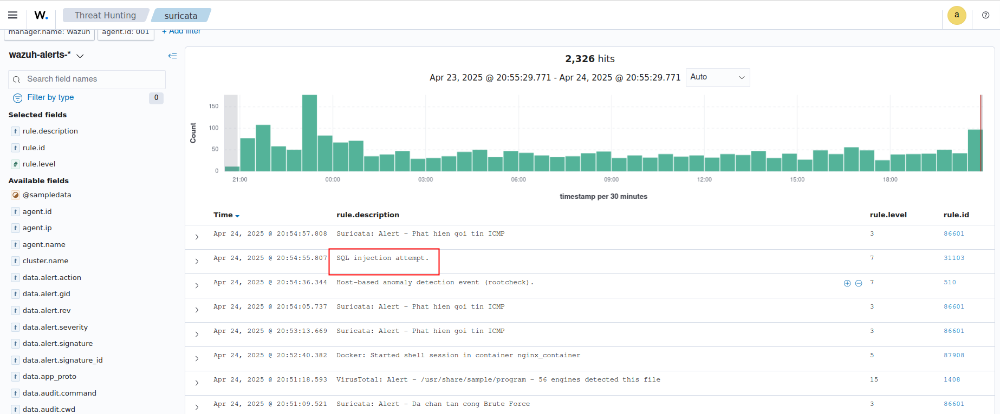 W. Threat Hunting suricata a
manager.name: Wazuh agent.id: 001 + Add filter
wazuh-alerts-*
Search field names
Filter by type 0
Selected fields
t rule.description
t rule.id
# rule.level
Available fields
@sampledata
t agent.id
t agent.ip
t agent.name
t cluster.name
t data.alert.action
t data.alert.gid
t data.alert.rev
t data.alert.severity
t data.alert.signature
t data.alert.signature_id
t data.app_proto
t data.audit.command
t data.audit.cwd
2,326 hits
Apr 23, 2025 @ 20:55:29.771 - Apr 24, 2025 @ 20:55:29.771 Auto
Count
150
100
50
0
21:00 00:00 03:00 06:00 09:00 12:00 15:00 18:00
timestamp per 30 minutes
Time rule.description rule.level rule.id
Apr 24, 2025 @ 20:54:57.808 Suricata: Alert - Phat hien goi tin ICMP 3 86601
Apr 24, 2025 @ 20:54:55.807 SQL injection attempt. 7 31103
Apr 24, 2025 @ 20:54:36.344 Host-based anomaly detection event (rootcheck). 7 510
Apr 24, 2025 @ 20:54:05.737 Suricata: Alert - Phat hien goi tin ICMP 3 86601
Apr 24, 2025 @ 20:53:13.669 Suricata: Alert - Phat hien goi tin ICMP 3 86601
Apr 24, 2025 @ 20:52:40.382 Docker: Started shell session in container nginx_container 5 87908
Apr 24, 2025 @ 20:51:18.593 VirusTotal: Alert - /usr/share/sample/program - 56 engines detected this file 15 1408
Apr 24, 2025 @ 20:51:09.521 Suricata: Alert - Da chan tan cong Brute Force 3 86601